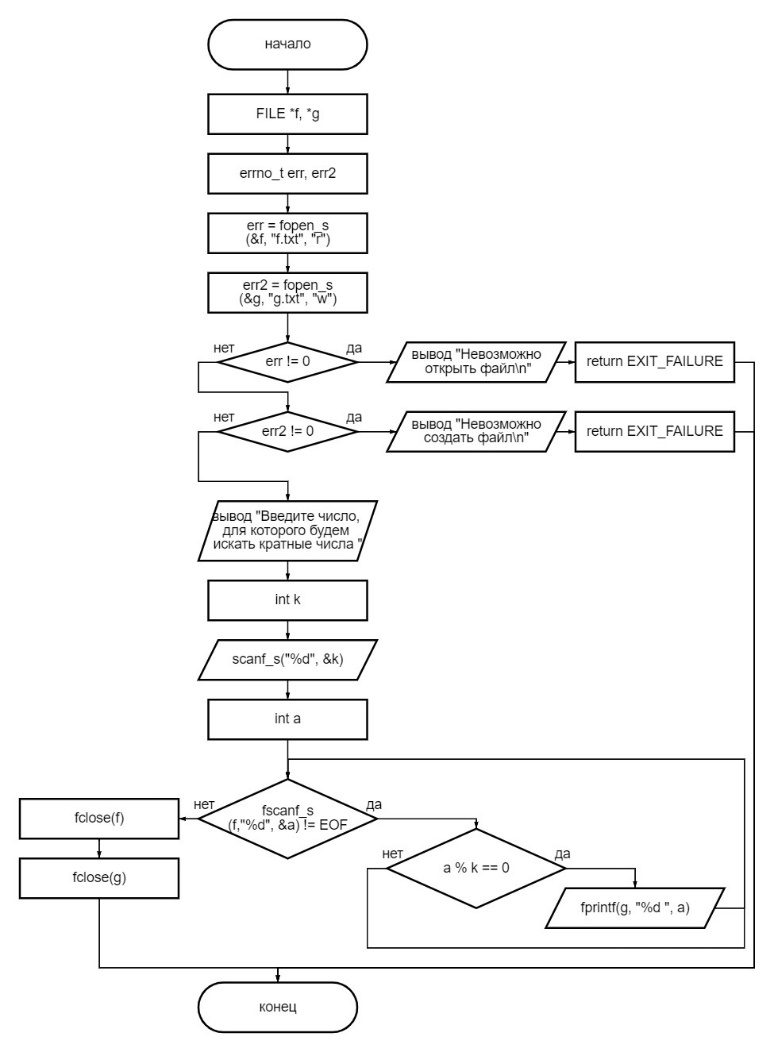 начало
FILE *f, *g
errno_t err, err2
err = fopen_s
(&f, "f.txt", "r")
err2 = fopen_s
(&g, "g.txt", "w")
нет
err != 0
да
вывод "Невозможно
открыть файл\n"
return EXIT_FAILURE
нет
err2 != 0
да
вывод "Невозможно
создать файл\n"
return EXIT_FAILURE
вывод "Введите число,
для которого будем
искать кратные числа "
int k
scanf_s("%d", &k)
int a
нет
fscanf_s
(f,"%d", &a) != EOF
да
fclose(f)
fclose(g)
нет
a % k == 0
да
fprintf(g, "%d ", a)
конец